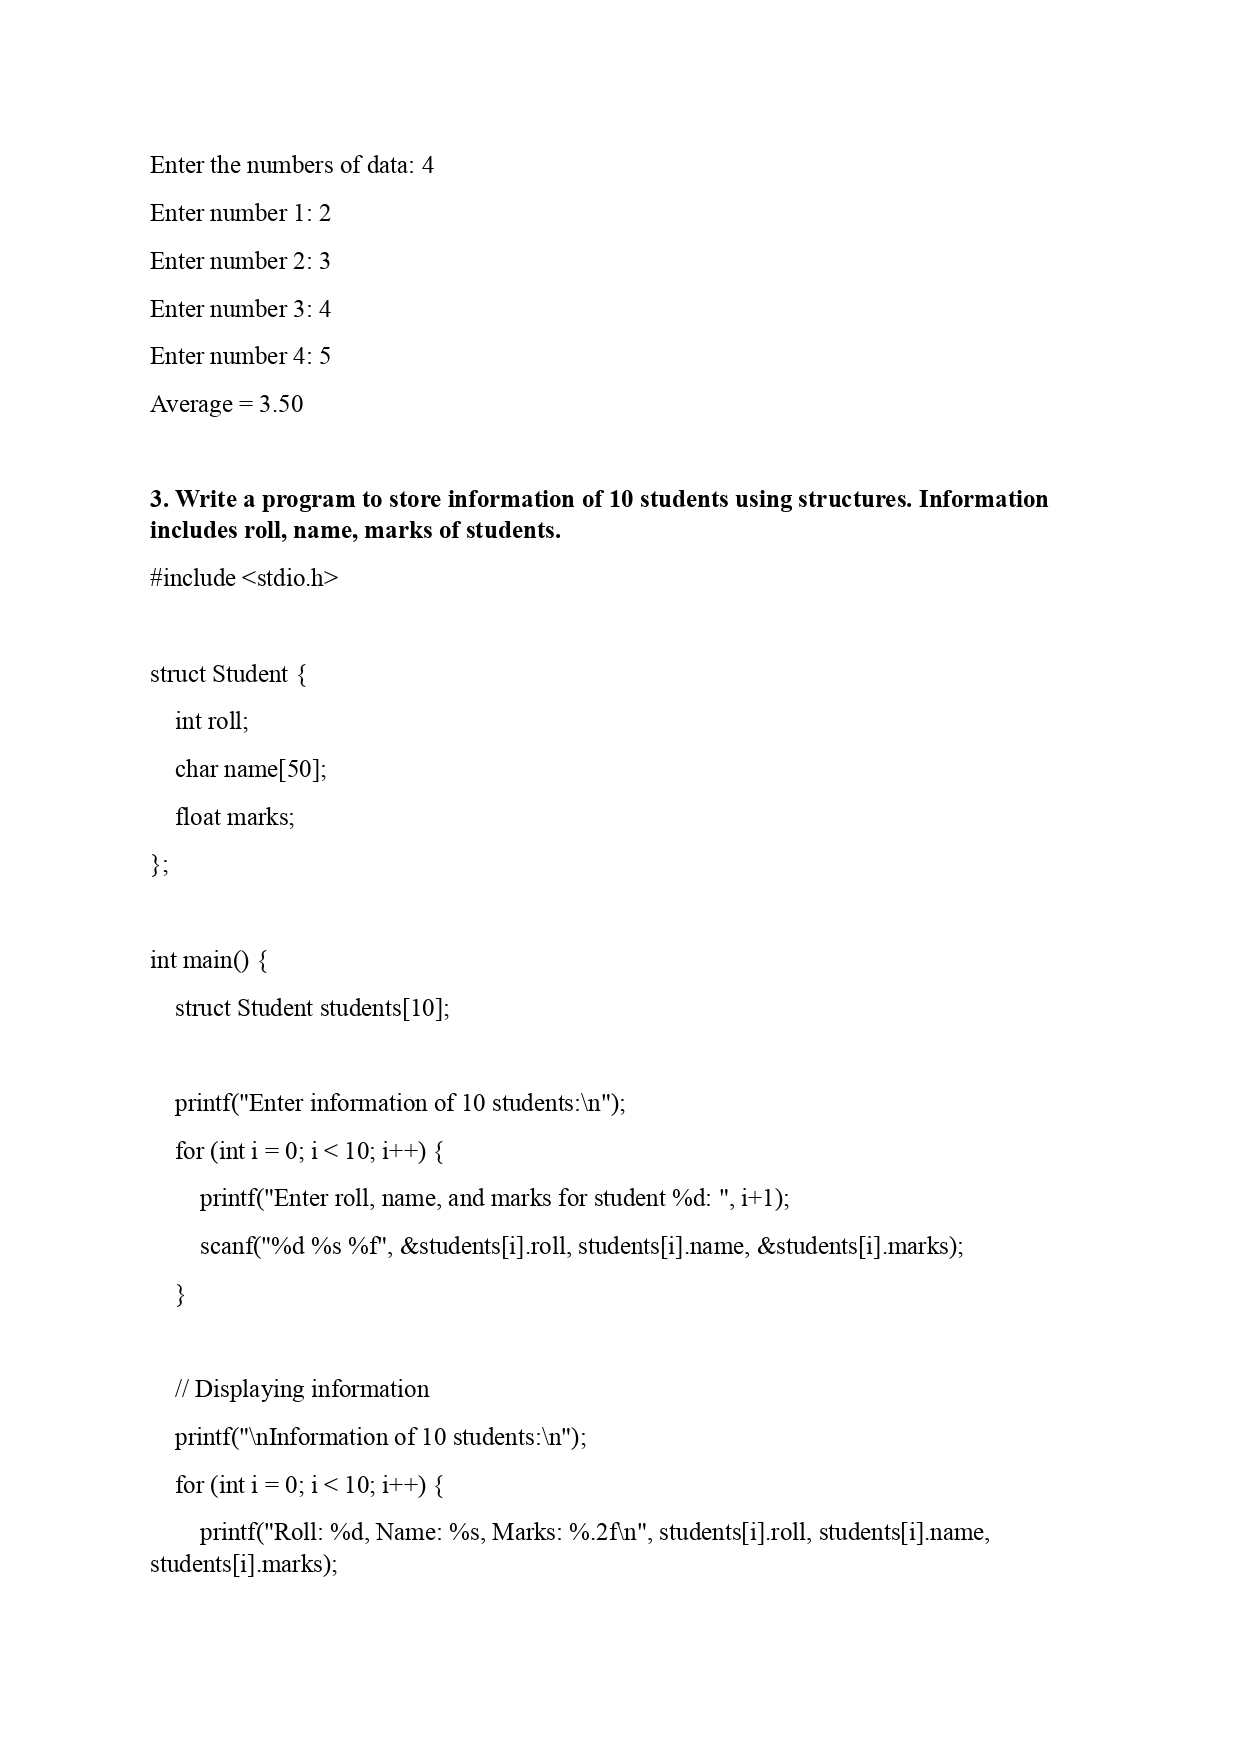 Enter the numbers of data: 4
Enter number 1: 2
Enter number 2: 3
Enter number 3: 4
Enter number 4: 5
Average = 3.50
3. Write a program to store information of 10 students using structures. Information
includes roll, name, marks of students.
#include <stdio.h>
struct Student {
    int roll;
    char name[50];
    float marks;
};
int main() {
    struct Student students[10];
    printf("Enter information of 10 students:\n");
    for (int i = 0; i < 10; i++) {
        printf("Enter roll, name, and marks for student %d: ", i+1);
        scanf("%d %s %f", &students[i].roll, students[i].name, &students[i].marks);
    }
    // Displaying information
    printf("\nInformation of 10 students:\n");
    for (int i = 0; i < 10; i++) {
        printf("Roll: %d, Name: %s, Marks: %.2f\n", students[i].roll, students[i].name,
students[i].marks);